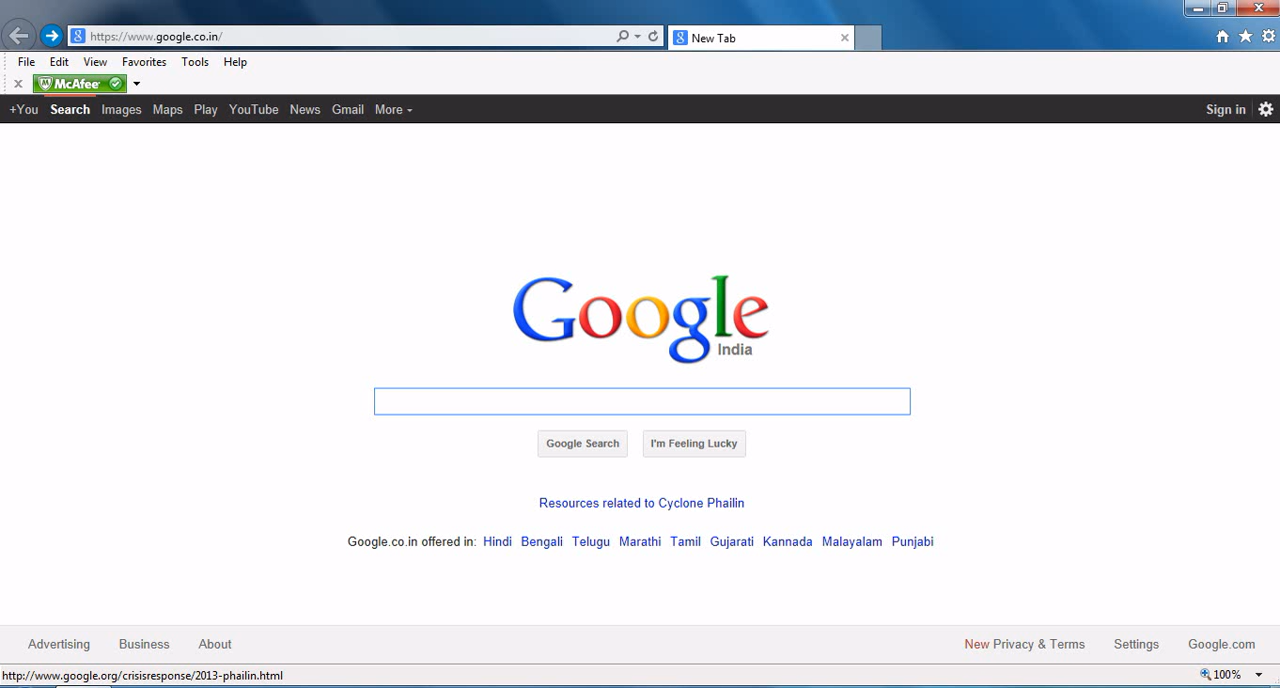 https://www.google.co.in/
New Tab
File Edit View Favorites Tools Help
McAfee
+You Search Images Maps Play YouTube News Gmail More Sign in
Google
India
Google Search I'm Feeling Lucky
Resources related to Cyclone Phailin
Google.co.in offered in: Hindi Bengali Telugu Marathi Tamil Gujarati Kannada Malayalam Punjabi
Advertising Business About New Privacy & Terms Settings Google.com
http://www.google.org/crisisresponse/2013-phailin.html 100%